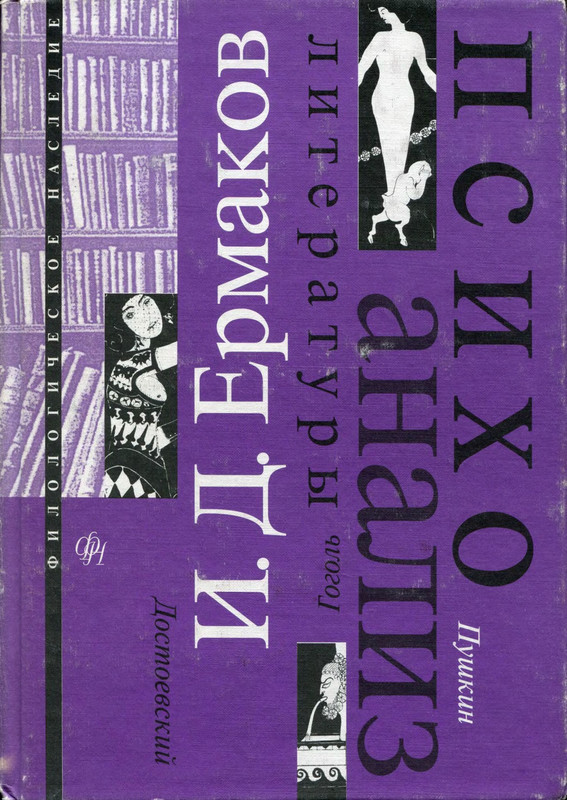 ПСИХО Пушкин
анализ
литературы Гоголь
И. Д. Ермаков
Достоевский
ФИЛОЛОГИЧЕСКОЕ НАСЛЕДИЕ